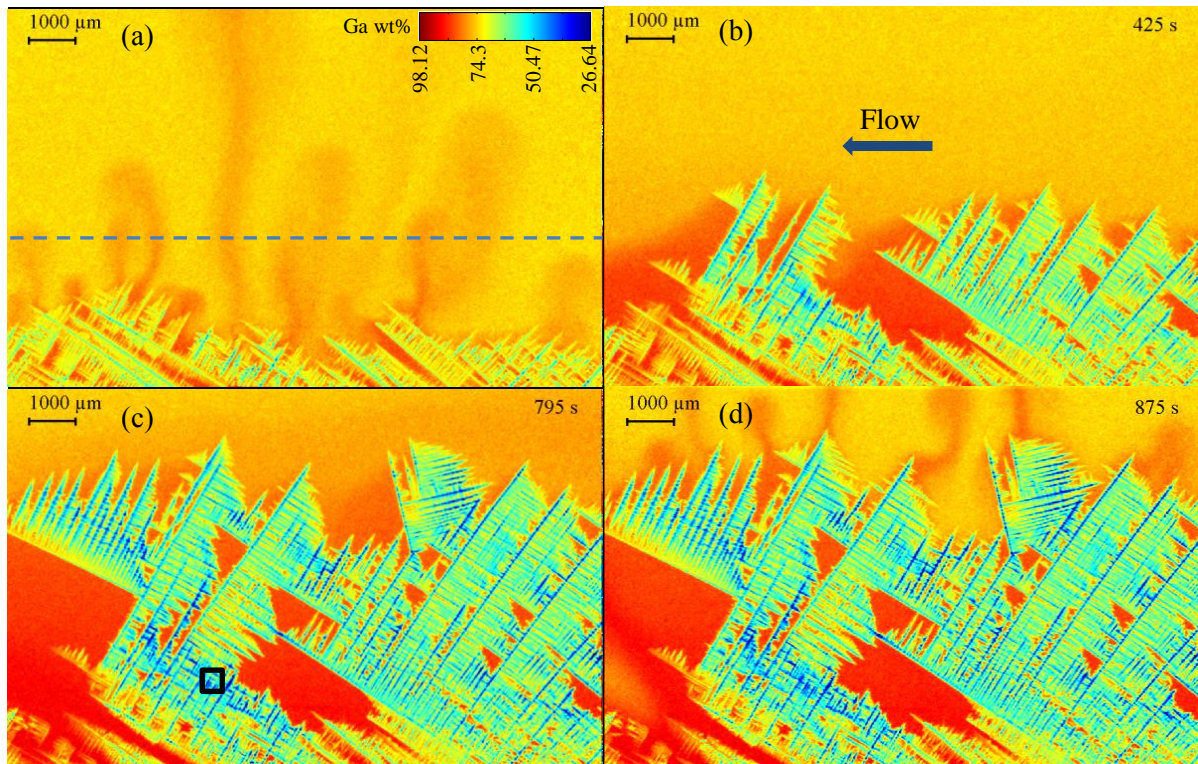 1000 µm
(a)
Ga wt%
98.12
74.3
50.47
26.64
1000 µm
(b)
425 s
Flow
1000 µm
(c)
795 s
1000 µm
(d)
875 s